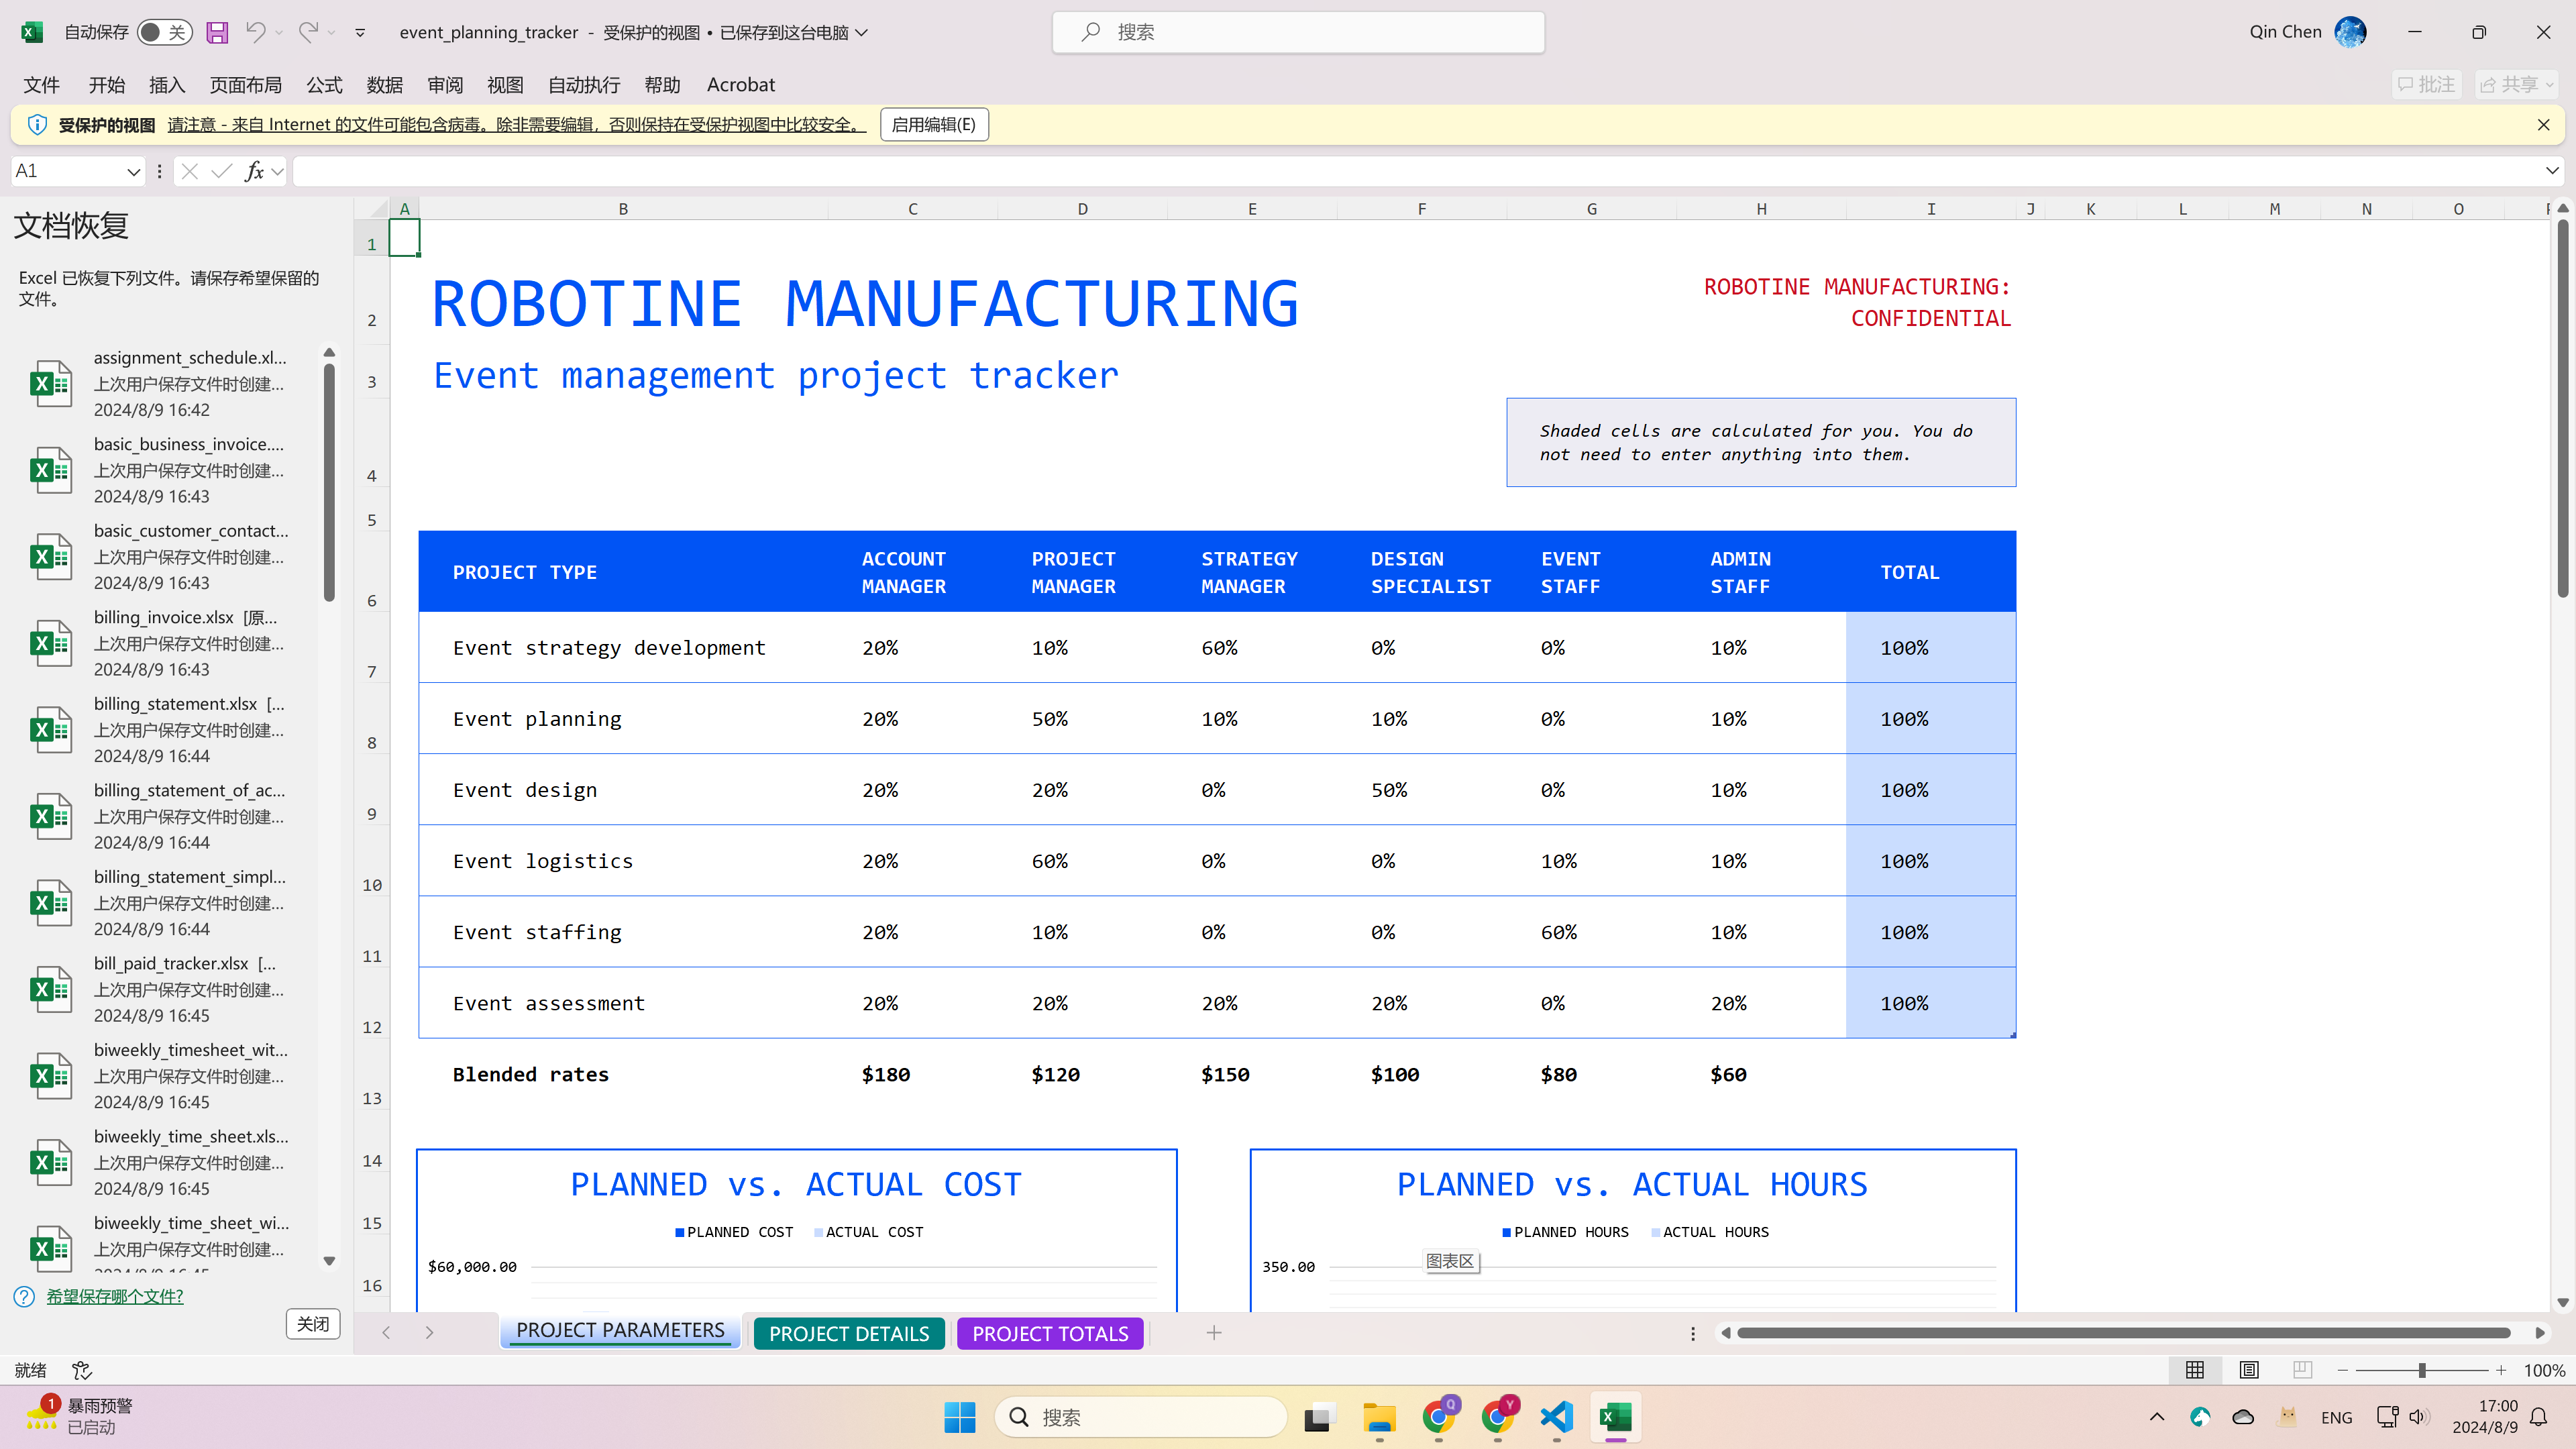 自动保存 关 event_planning_tracker - 受保护的视图 • 已保存到这台电脑 搜索 Qin Chen
文件 开始 插入 页面布局 公式 数据 审阅 视图 自动执行 帮助 Acrobat 批注 共享
受保护的视图 请注意 - 来自 Internet 的文件可能包含病毒。除非需要编辑，否则保持在受保护视图中比较安全。 启用编辑(E)
A1 fx
文档恢复
Excel 已恢复下列文件。请保存希望保留的
文件。
assignment_schedule.xl...
上次用户保存文件时创建...
2024/8/9 16:42
basic_business_invoice....
上次用户保存文件时创建...
2024/8/9 16:43
basic_customer_contact...
上次用户保存文件时创建...
2024/8/9 16:43
billing_invoice.xlsx [原...
上次用户保存文件时创建...
2024/8/9 16:43
billing_statement.xlsx [...
上次用户保存文件时创建...
2024/8/9 16:44
billing_statement_of_ac...
上次用户保存文件时创建...
2024/8/9 16:44
billing_statement_simpl...
上次用户保存文件时创建...
2024/8/9 16:44
bill_paid_tracker.xlsx [...
上次用户保存文件时创建...
2024/8/9 16:45
biweekly_timesheet_wit...
上次用户保存文件时创建...
2024/8/9 16:45
biweekly_time_sheet.xls...
上次用户保存文件时创建...
2024/8/9 16:45
biweekly_time_sheet_wi...
上次用户保存文件时创建...
希望保存哪个文件?
关闭
A B C D E F G H I J K L M N O
1
2
3
4
5
6
7
8
9
10
11
12
13
14
15
16
ROBOTINE MANUFACTURING
ROBOTINE MANUFACTURING:
CONFIDENTIAL
Event management project tracker
Shaded cells are calculated for you. You do
not need to enter anything into them.
PROJECT TYPE ACCOUNT MANAGER PROJECT MANAGER STRATEGY MANAGER DESIGN SPECIALIST EVENT STAFF ADMIN STAFF TOTAL
Event strategy development 20% 10% 60% 0% 0% 10% 100%
Event planning 20% 50% 10% 10% 0% 10% 100%
Event design 20% 20% 0% 50% 0% 10% 100%
Event logistics 20% 60% 0% 0% 10% 10% 100%
Event staffing 20% 10% 0% 0% 60% 10% 100%
Event assessment 20% 20% 20% 20% 0% 20% 100%
Blended rates $180 $120 $150 $100 $80 $60
PLANNED vs. ACTUAL COST
PLANNED COST ACTUAL COST
$60,000.00
PLANNED vs. ACTUAL HOURS
PLANNED HOURS ACTUAL HOURS
350.00
图表区
PROJECT PARAMETERS PROJECT DETAILS PROJECT TOTALS
就绪 100%
1 暴雨预警
已启动
搜索
Q Y
ENG
17:00
2024/8/9